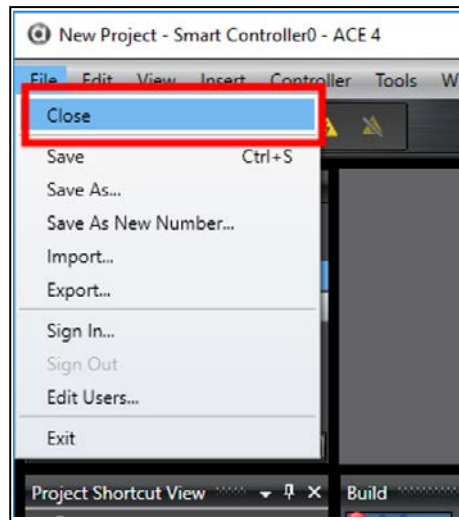 New Project - Smart Controller0 - ACE 4
File Edit View Insert Controller Tools W
Close
Save Ctrl+S
Save As...
Save As New Number...
Import...
Export...
Sign In...
Sign Out
Edit Users...
Exit
Project Shortcut View Build